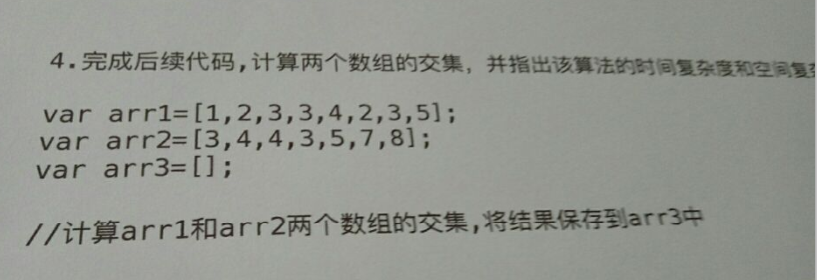 4.完成后续代码,计算两个数组的交集, 并指出该算法的时间复杂度和空间复
var arr1=[1,2,3,3,4,2,3,5];
var arr2=[3,4,4,3,5,7,8];
var arr3=[];
//计算arr1和arr2两个数组的交集,将结果保存到arr3中